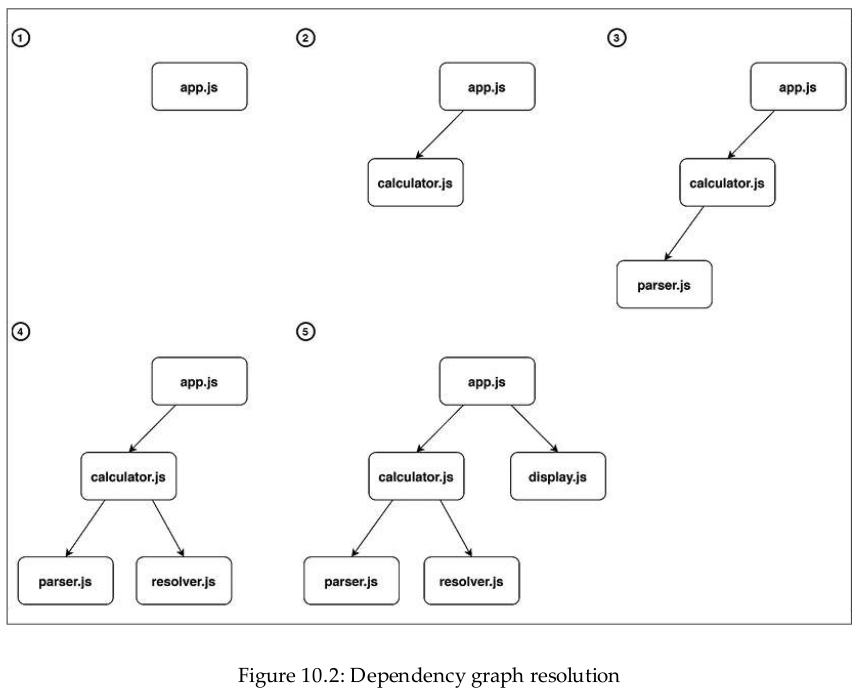 1
app.js
2
app.js
calculator.js
3
app.js
calculator.js
parser.js
4
app.js
calculator.js
parser.js resolver.js
5
app.js
calculator.js display.js
parser.js resolver.js
Figure 10.2: Dependency graph resolution